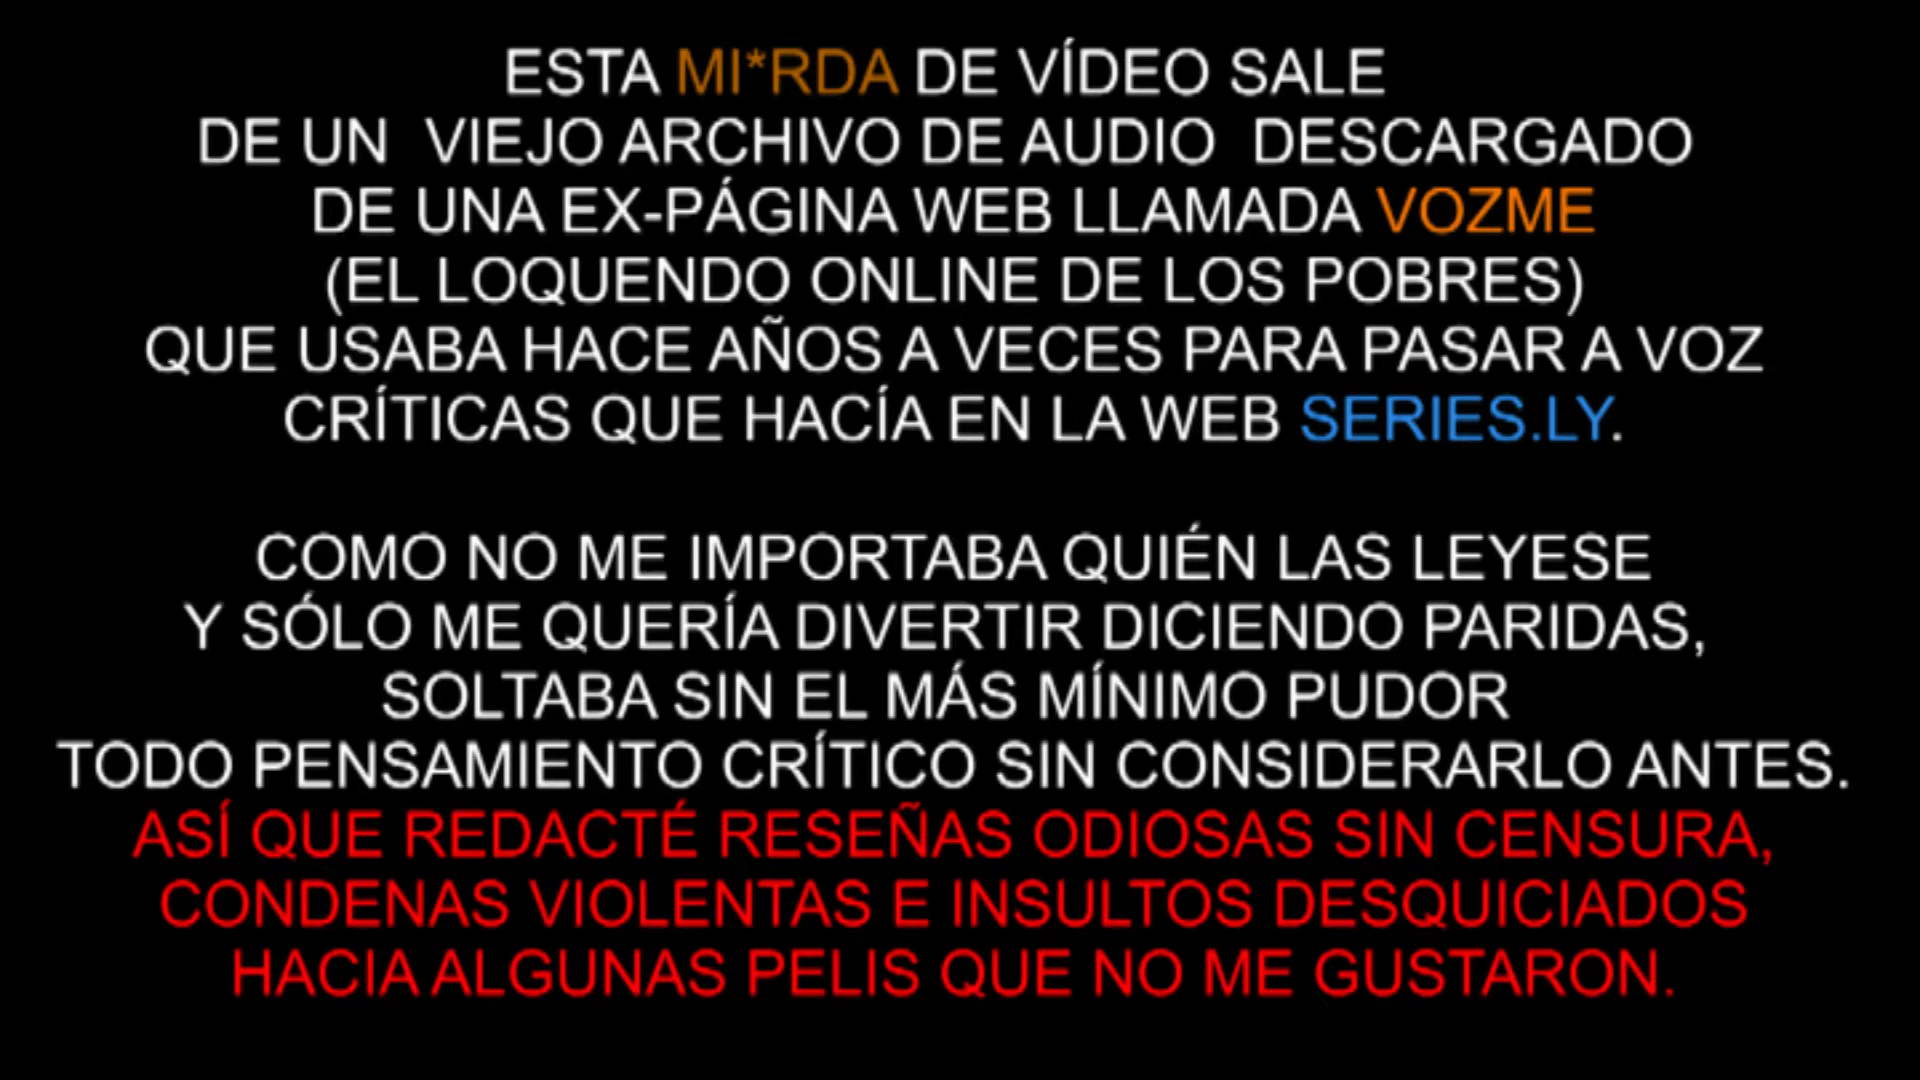 ESTA MI*RDA DE VÍDEO SALE
DE UN VIEJO ARCHIVO DE AUDIO DESCARGADO
DE UNA EX-PÁGINA WEB LLAMADA VOZME
(EL LOQUENDO ONLINE DE LOS POBRES)
QUE USABA HACE AÑOS A VECES PARA PASAR A VOZ
CRÍTICAS QUE HACÍA EN LA WEB SERIES.LY.
COMO NO ME IMPORTABA QUIÉN LAS LEYESE
Y SÓLO ME QUERÍA DIVERTIR DICIENDO PARIDAS,
SOLTABA SIN EL MÁS MÍNIMO PUDOR
TODO PENSAMIENTO CRÍTICO SIN CONSIDERARLO ANTES.
ASÍ QUE REDACTÉ RESEÑAS ODIOSAS SIN CENSURA,
CONDENAS VIOLENTAS E INSULTOS DESQUICIADOS
HACIA ALGUNAS PELIS QUE NO ME GUSTARON.